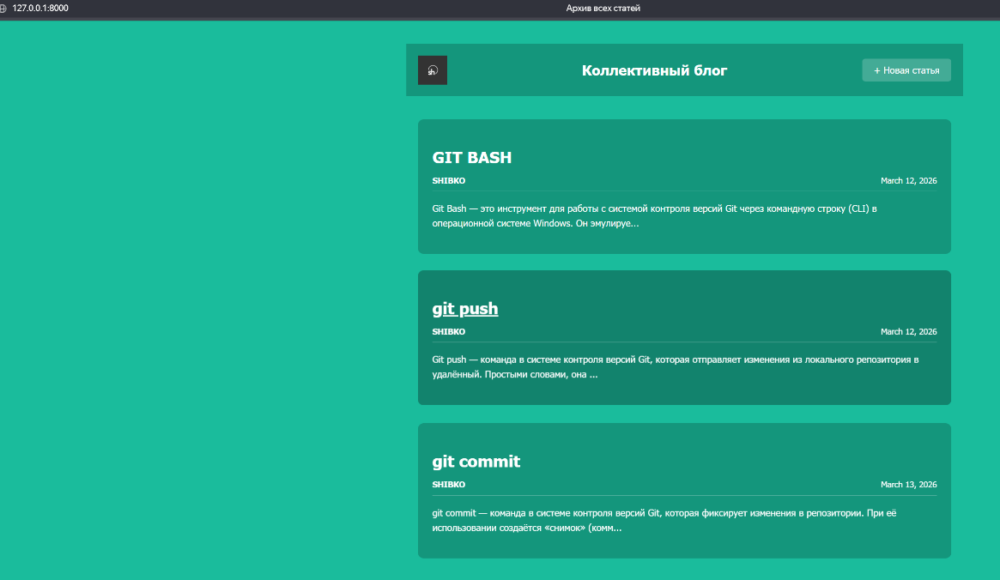 127.0.0.1:8000
Архив всех статей
sh
Коллективный блог
+ Новая статья
GIT BASH
SHIBKO
March 12, 2026
Git Bash — это инструмент для работы с системой контроля версий Git через командную строку (CLI) в
операционной системе Windows. Он эмулируе...
git push
SHIBKO
March 12, 2026
Git push — команда в системе контроля версий Git, которая отправляет изменения из локального репозитория в
удалённый. Простыми словами, она ...
git commit
SHIBKO
March 13, 2026
git commit — команда в системе контроля версий Git, которая фиксирует изменения в репозитории. При её
использовании создаётся «снимок» (комм...